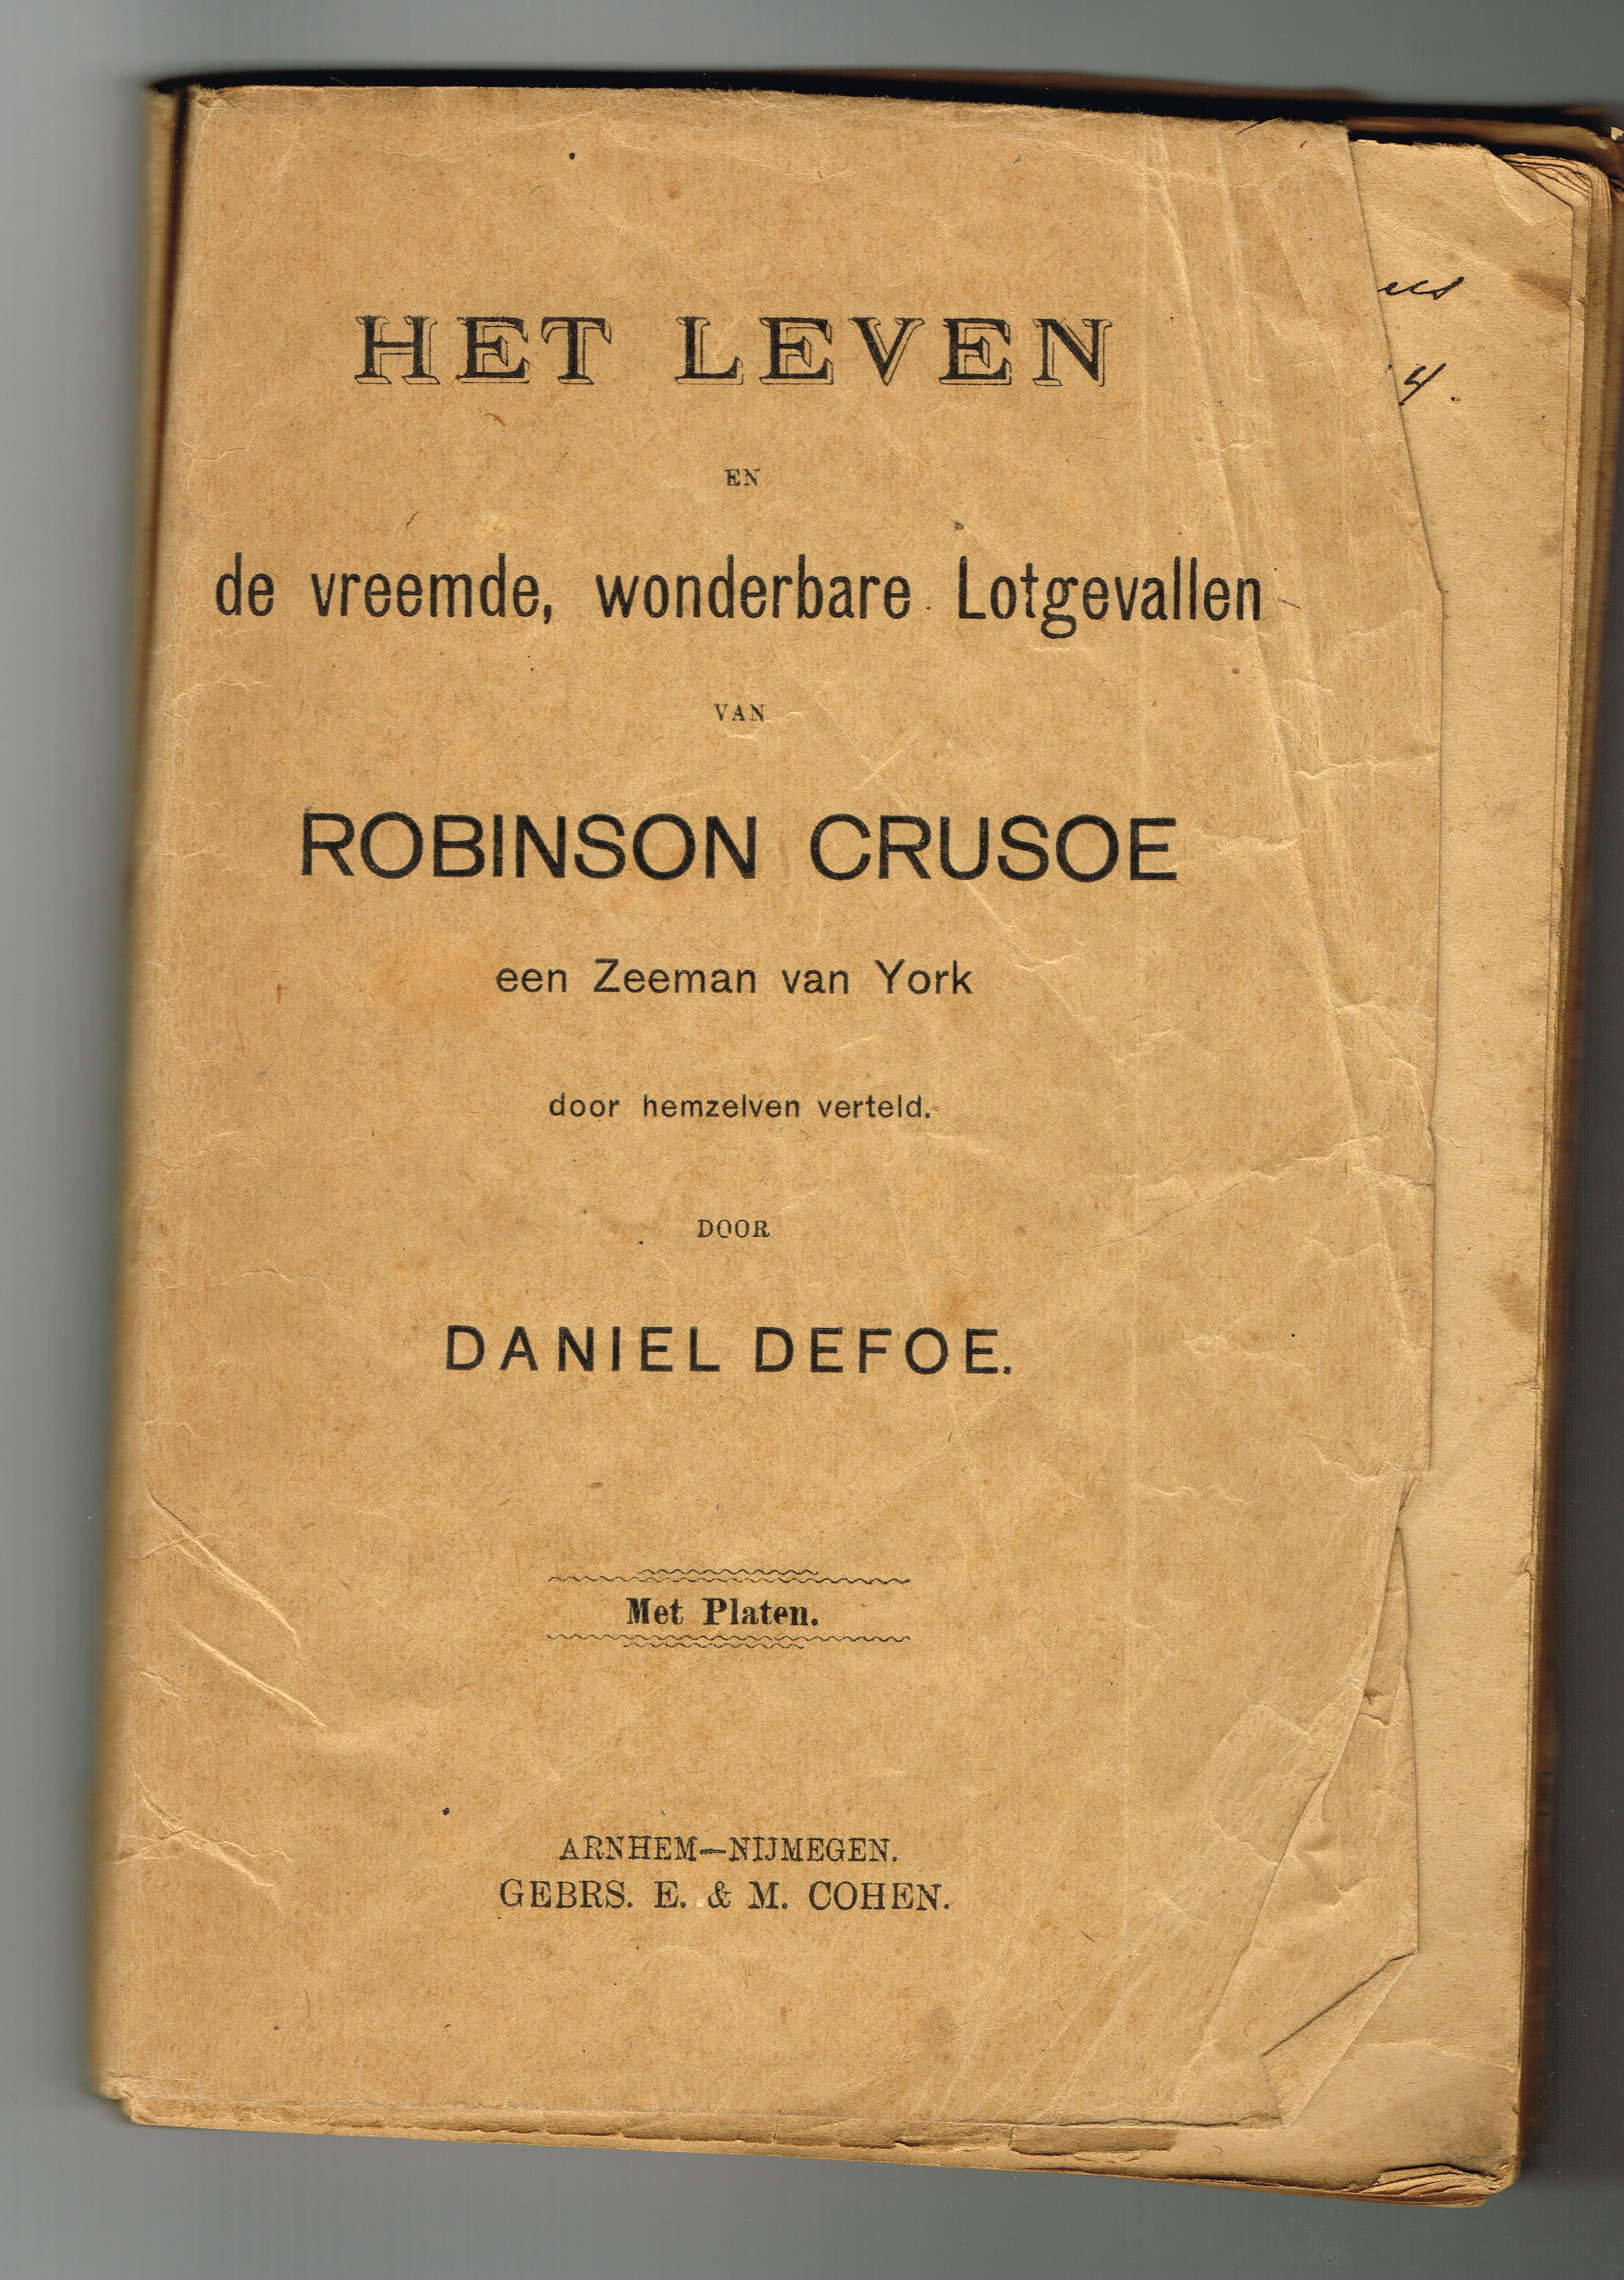 HET LEVEN
EN
de vreemde, wonderbare Lotgevallen
VAN
ROBINSON CRUSOE
een Zeeman van York
door hemzelven verteld.
DOOR
DANIEL DEFOE.
Met Platen.
ARNHEM—NIJMEGEN.
GEBRS. E. & M. COHEN.